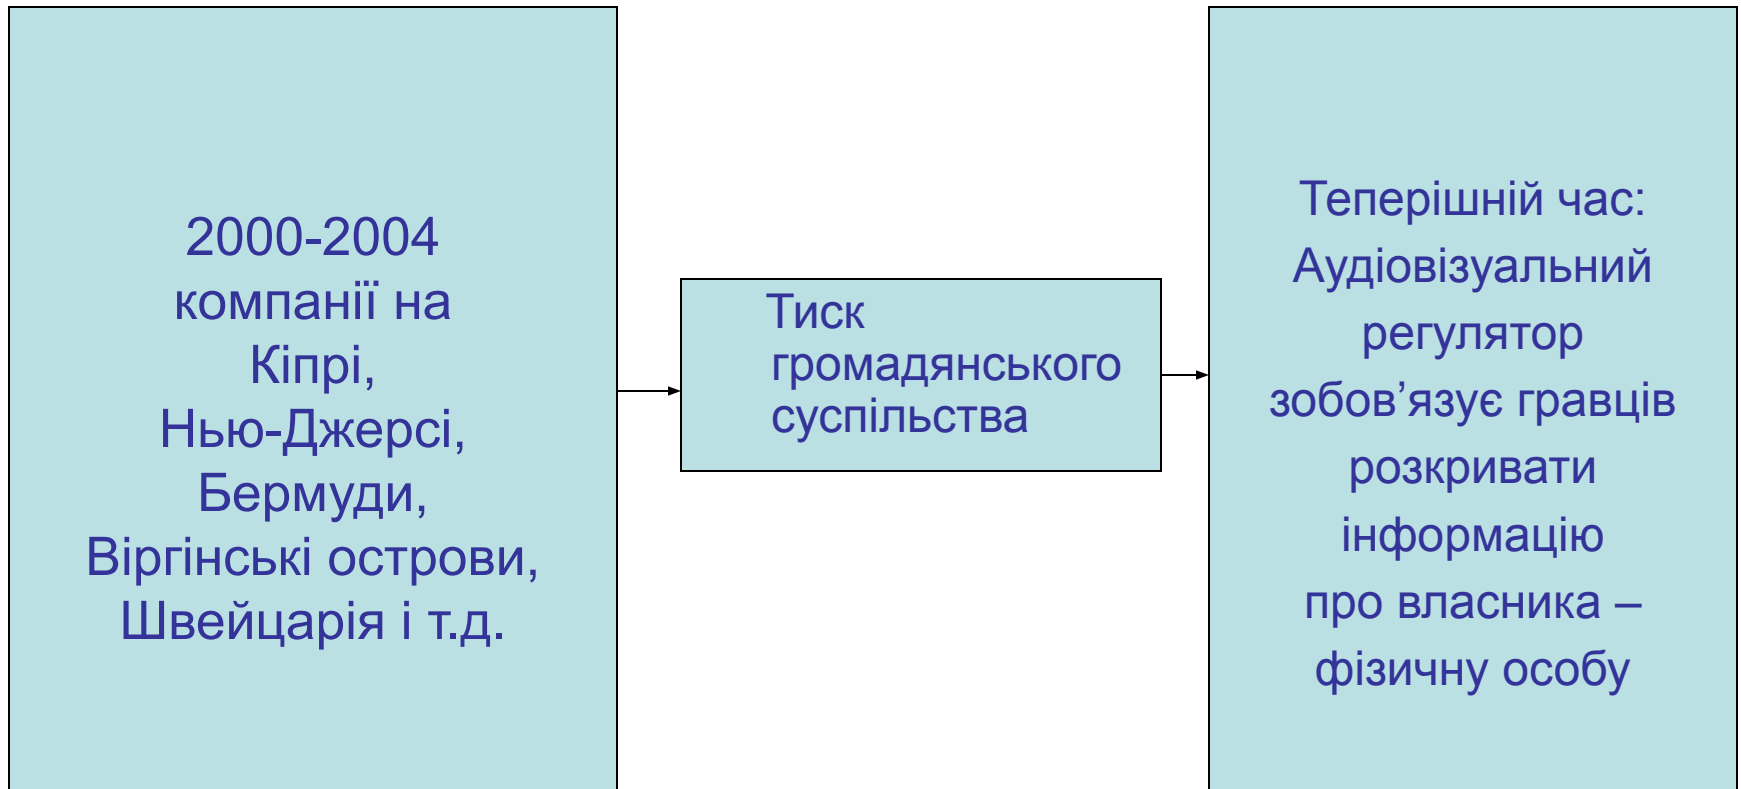 2000-2004
компанії на
Кіпрі,
Нью-Джерсі,
Бермуди,
Віргінські острови,
Швейцарія і т.д.
Тиск
громадянського
суспільства
Теперішній час:
Аудіовізуальний
регулятор
зобов’язує гравців
розкривати
інформацію
про власника –
фізичну особу